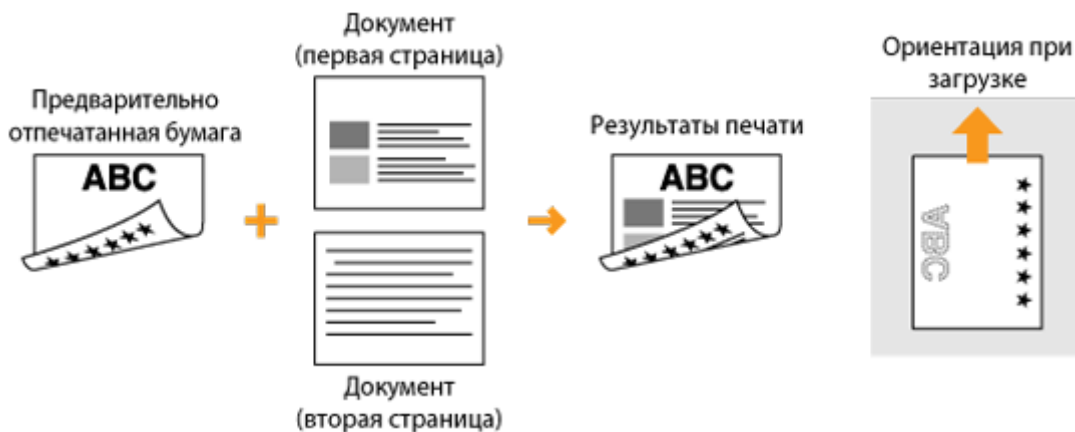 Предварительно
отпечатанная бумага
ABC
Документ
(первая страница)
Документ
(вторая страница)
Результаты печати
ABC
Ориентация при
загрузке
ABC